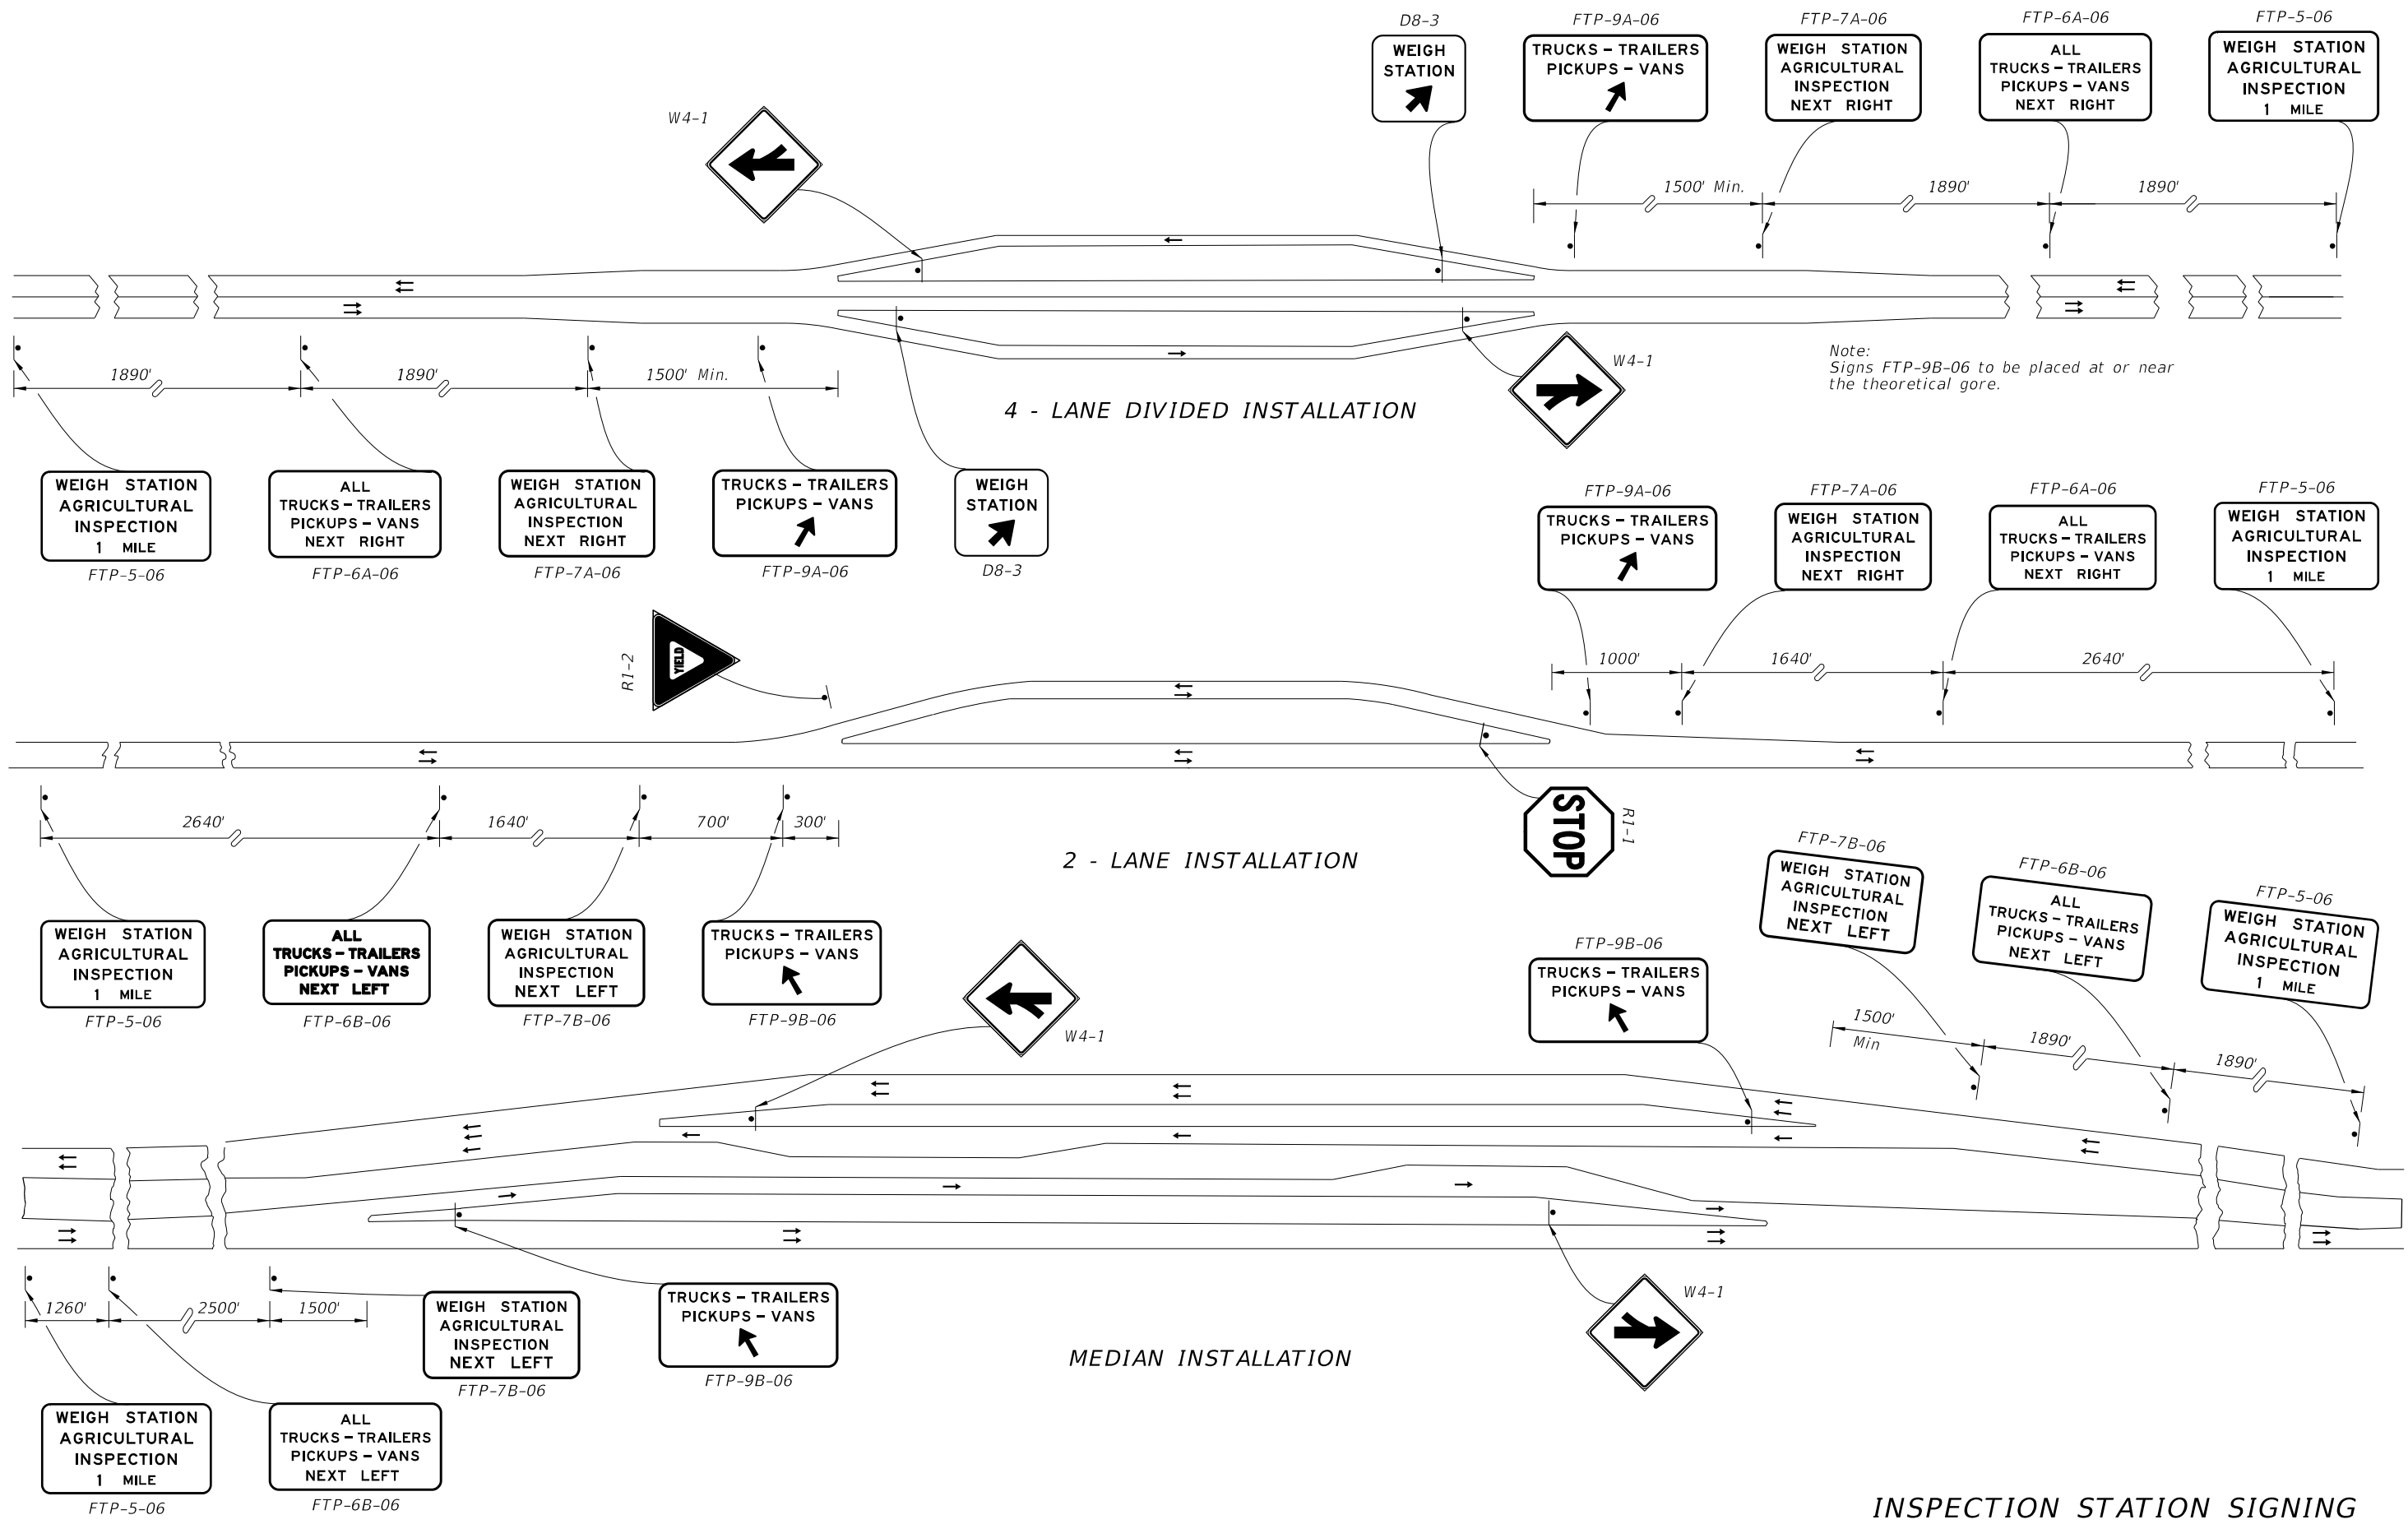 D8-3
WEIGH
STATION
FTP-9A-06
TRUCKS - TRAILERS
PICKUPS - VANS
FTP-7A-06
WEIGH STATION
AGRICULTURAL
INSPECTION
NEXT RIGHT
FTP-6A-06
ALL
TRUCKS - TRAILERS
PICKUPS - VANS
NEXT RIGHT
FTP-5-06
WEIGH STATION
AGRICULTURAL
INSPECTION
1 MILE
W4-1
1500' Min.
1890'
1890'
1890'
1890'
1500' Min.
W4-1
Note:
Signs FTP-9B-06 to be placed at or near
the theoretical gore.
4 - LANE DIVIDED INSTALLATION
WEIGH STATION
AGRICULTURAL
INSPECTION
1 MILE
FTP-5-06
ALL
TRUCKS - TRAILERS
PICKUPS - VANS
NEXT RIGHT
FTP-6A-06
WEIGH STATION
AGRICULTURAL
INSPECTION
NEXT RIGHT
FTP-7A-06
TRUCKS - TRAILERS
PICKUPS - VANS
FTP-9A-06
WEIGH
STATION
D8-3
FTP-9A-06
TRUCKS - TRAILERS
PICKUPS - VANS
FTP-7A-06
WEIGH STATION
AGRICULTURAL
INSPECTION
NEXT RIGHT
FTP-6A-06
ALL
TRUCKS - TRAILERS
PICKUPS - VANS
NEXT RIGHT
FTP-5-06
WEIGH STATION
AGRICULTURAL
INSPECTION
1 MILE
R1-2
YIELD
1000'
1640'
2640'
2640'
1640'
700'
300'
STOP
R1-1
2 - LANE INSTALLATION
WEIGH STATION
AGRICULTURAL
INSPECTION
1 MILE
FTP-5-06
ALL
TRUCKS - TRAILERS
PICKUPS - VANS
NEXT LEFT
FTP-6B-06
WEIGH STATION
AGRICULTURAL
INSPECTION
NEXT LEFT
FTP-7B-06
TRUCKS - TRAILERS
PICKUPS - VANS
FTP-9B-06
W4-1
FTP-9B-06
TRUCKS - TRAILERS
PICKUPS - VANS
FTP-7B-06
WEIGH STATION
AGRICULTURAL
INSPECTION
NEXT LEFT
FTP-6B-06
ALL
TRUCKS - TRAILERS
PICKUPS - VANS
NEXT LEFT
FTP-5-06
WEIGH STATION
AGRICULTURAL
INSPECTION
1 MILE
1500'
Min
1890'
1890'
1260'
2500'
1500'
WEIGH STATION
AGRICULTURAL
INSPECTION
NEXT LEFT
FTP-7B-06
TRUCKS - TRAILERS
PICKUPS - VANS
FTP-9B-06
W4-1
MEDIAN INSTALLATION
WEIGH STATION
AGRICULTURAL
INSPECTION
1 MILE
FTP-5-06
ALL
TRUCKS - TRAILERS
PICKUPS - VANS
NEXT LEFT
FTP-6B-06
INSPECTION STATION SIGNING